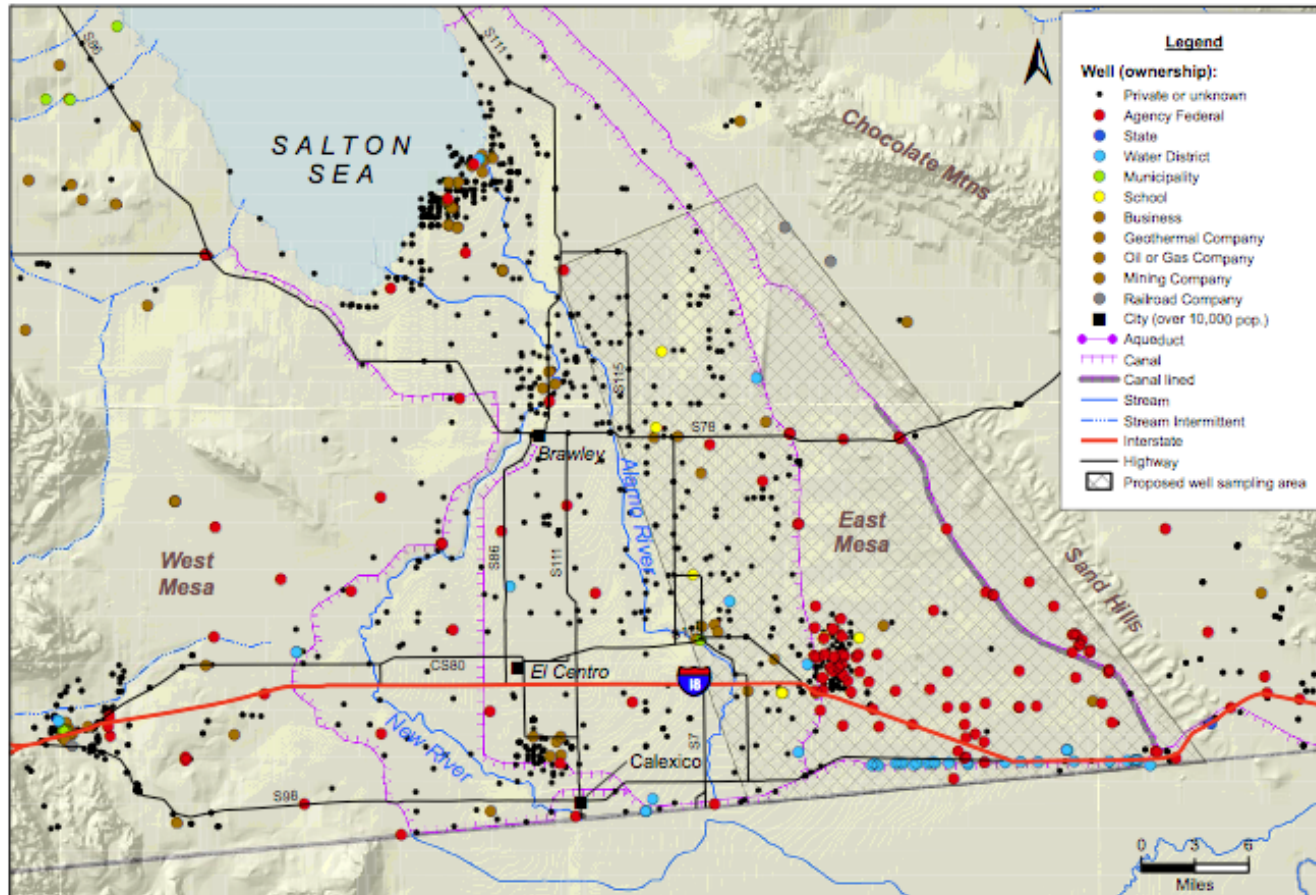 S86
S111
SALTON
SEA
Chocolate Mtns
S115
S78
Brawley
Alamo River
West
Mesa
East
Mesa
Sand Hills
S86
S111
CS80
El Centro
18
New River
S7
Calexico
S98
0 3 6
Miles
Legend
Well (ownership):
Private or unknown
Agency Federal
State
Water District
Municipality
School
Business
Geothermal Company
Oil or Gas Company
Mining Company
Railroad Company
City (over 10,000 pop.)
Aqueduct
Canal
Canal lined
Stream
Stream Intermittent
Interstate
Highway
Proposed well sampling area